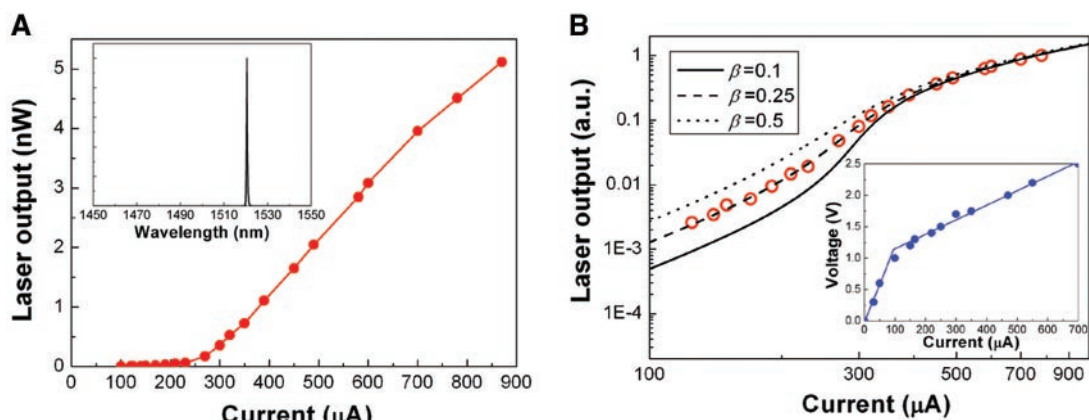 A
Laser output (nW)
5
4
3
2
1
0
1450 1470 1490 1510 1530 1550
Wavelength (nm)
0 100 200 300 400 500 600 700 800 900
Current (μA)
B
Laser output (a.u.)
1
0.1
0.01
1E-3
1E-4
β=0.1
β=0.25
β=0.5
Voltage (V)
2.5
2.0
1.5
1.0
0.5
0.0
0 100 200 300 400 500 600 700
Current (μA)
100 300 500 700 900
Current (μA)